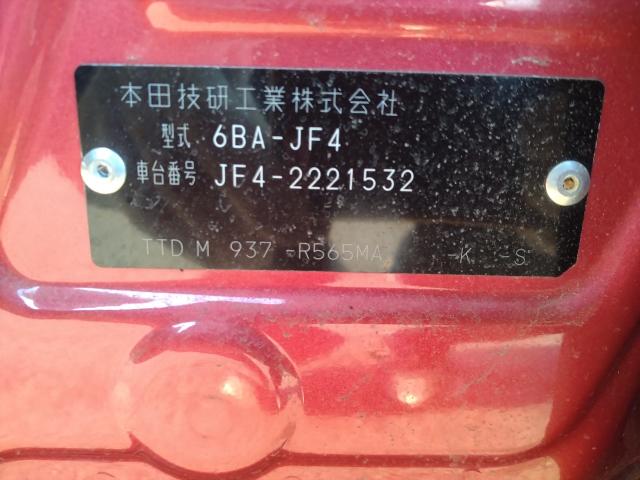 本田技研工業株式会社
型式 6BA-JF4
車台番号 JF4-2221532
TTD M 937 -R565MA -K -S